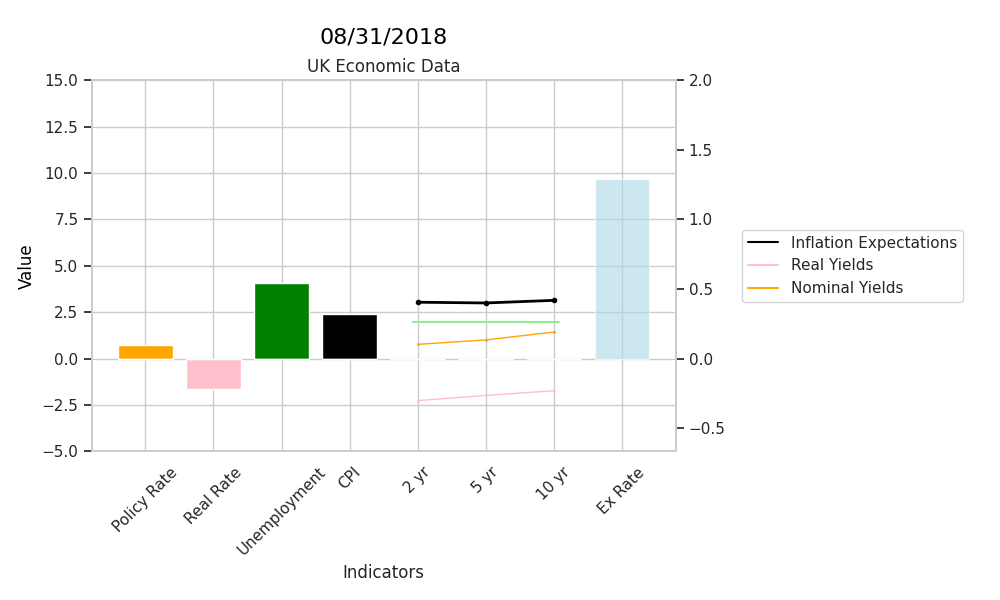 08/31/2018
UK Economic Data
15.0
12.5
10.0
7.5
5.0
2.5
0.0
−2.5
−5.0
Value
2.0
1.5
1.0
0.5
0.0
−0.5
Policy Rate
Real Rate
Unemployment
CPI
2 yr
5 yr
10 yr
Ex Rate
Indicators
Inflation Expectations
Real Yields
Nominal Yields